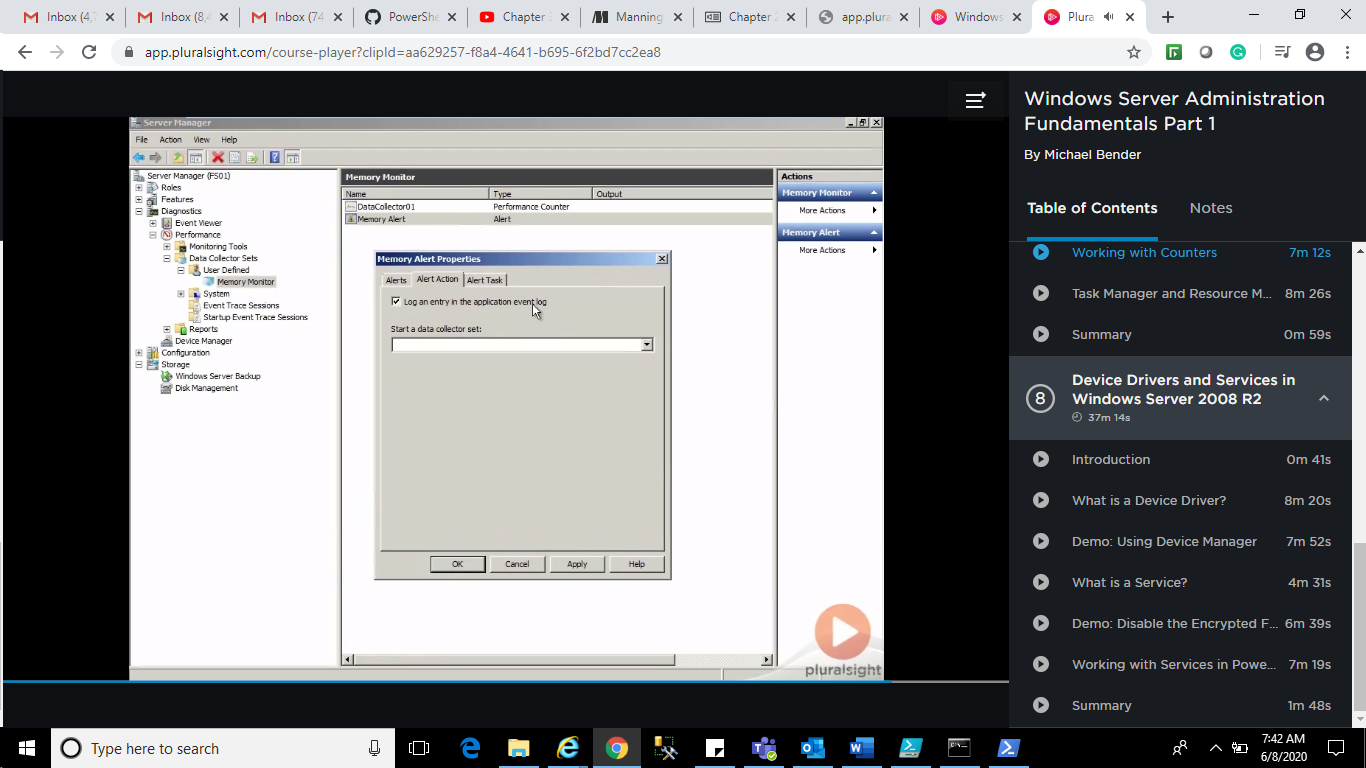 Inbox (4,7
Inbox (8,4
Inbox (74
PowerShe
Chapter 3
Manning
Chapter 2
app.plura
Windows
Plura
app.pluralsight.com/course-player?clipId=aa629257-f8a4-4641-b695-6f2bd7cc2ea8
Server Manager
File Action View Help
Server Manager (FS01)
Roles
Features
Diagnostics
Event Viewer
Performance
Monitoring Tools
Data Collector Sets
User Defined
Memory Monitor
System
Event Trace Sessions
Startup Event Trace Sessions
Reports
Device Manager
Configuration
Storage
Windows Server Backup
Disk Management
Memory Monitor
Name Type Output
DataCollector01 Performance Counter
Memory Alert Alert
Memory Alert Properties
Alerts Alert Action Alert Task
Log an entry in the application event log
Start a data collector set:
OK Cancel Apply Help
Actions
Memory Monitor
More Actions
Memory Alert
More Actions
pluralsight
Windows Server Administration
Fundamentals Part 1
By Michael Bender
Table of Contents Notes
Working with Counters 7m 12s
Task Manager and Resource M... 8m 26s
Summary 0m 59s
8
Device Drivers and Services in
Windows Server 2008 R2
37m 14s
Introduction 0m 41s
What is a Device Driver? 8m 20s
Demo: Using Device Manager 7m 52s
What is a Service? 4m 31s
Demo: Disable the Encrypted F... 6m 39s
Working with Services in Powe... 7m 19s
Summary 1m 48s
Type here to search
7:42 AM
6/8/2020